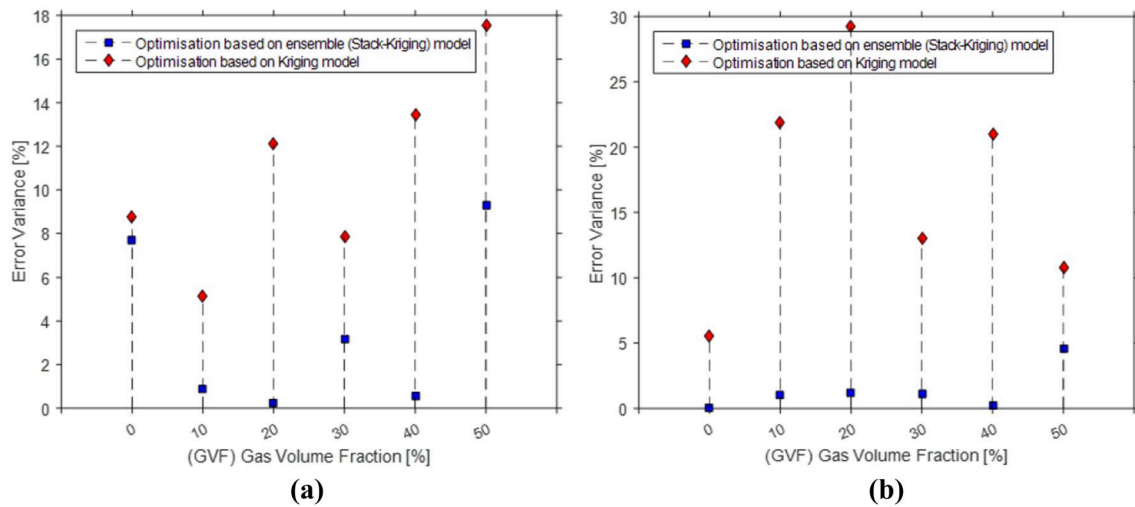 18
16
14
12
10
8
6
4
2
0
Error Variance [%]
Optimisation based on ensemble (Stack-Kriging) model
Optimisation based on Kriging model
0 10 20 30 40 50
(GVF) Gas Volume Fraction [%]
(a)
30
25
20
15
10
5
0
Error Variance [%]
Optimisation based on ensemble (Stack-Kriging) model
Optimisation based on Kriging model
0 10 20 30 40 50
(GVF) Gas Volume Fraction [%]
(b)